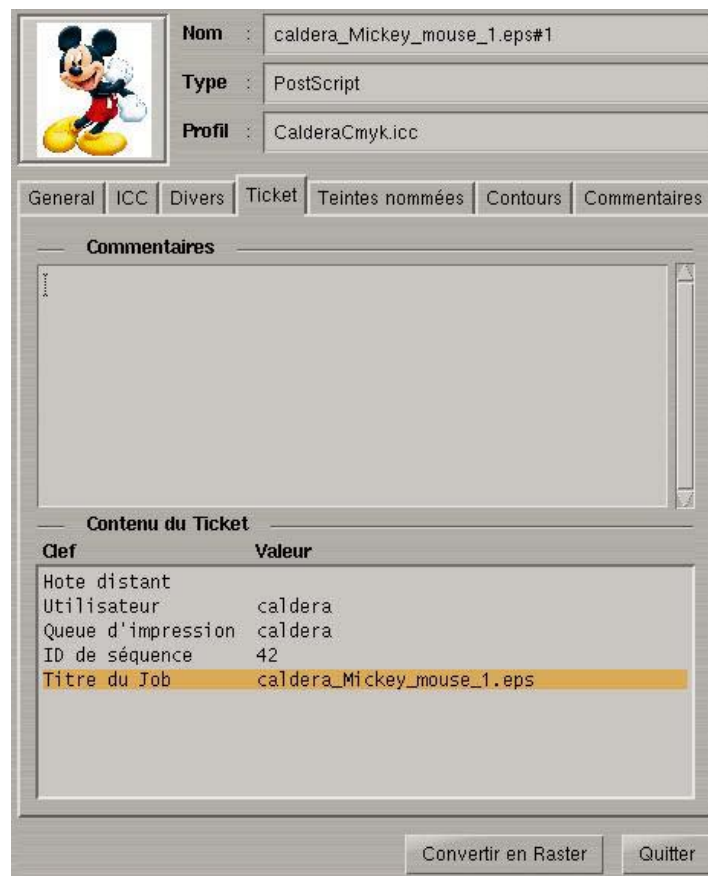 Nom : caldera_Mickey_mouse_1.eps#1
Type : PostScript
Profil : CalderaCmyk.icc
General ICC Divers Ticket Teintes nommées Contours Commentaires
Commentaires
Contenu du Ticket
Clef Valeur
Hote distant
Utilisateur caldera
Queue d'impression caldera
ID de séquence 42
Titre du Job caldera_Mickey_mouse_1.eps
Convertir en Raster Quitter